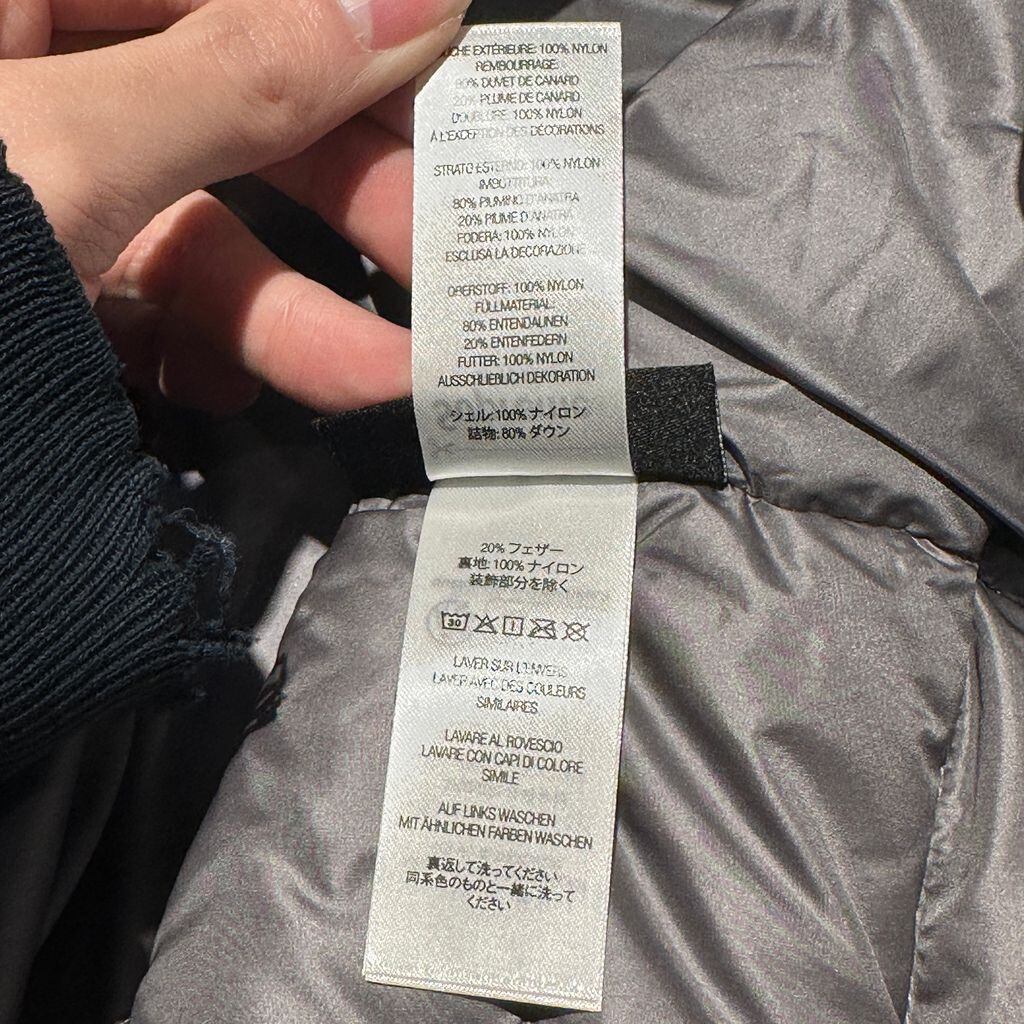 UCHE EXTÉRIEURE: 100% NYLON
REMBOURRAGE:
80% DUVET DE CANARD
20% PLUME DE CANARD
DOUBLURE: 100% NYLON
À L'EXCEPTION DES DÉCORATIONS
STRATO ESTERNO: 100% NYLON
IMBOTTITURA:
80% PIUMINO D'ANATRA
20% PIUME D'ANATRA
FODERA: 100% NYLON
ESCLUSA LA DECORAZIONE
OBERSTOFF: 100% NYLON
FÜLLMATERIAL:
80% ENTENDAUNEN
20% ENTENFEDERN
FUTTER: 100% NYLON
AUSSCHLIEBLICH DEKORATION
シェル: 100% ナイロン
詰物: 80% ダウン
20% フェザー
裏地: 100% ナイロン
装飾部分を除く
30
LAVER SUR L'ENVERS
LAVER AVEC DES COULEURS
SIMILAIRES
LAVARE AL ROVESCIO
LAVARE CON CAPI DI COLORE
SIMILE
AUF LINKS WASCHEN
MIT ÄHNLICHEN FARBEN WASCHEN
裏返して洗ってください
同系色のものと一緒に洗って
ください